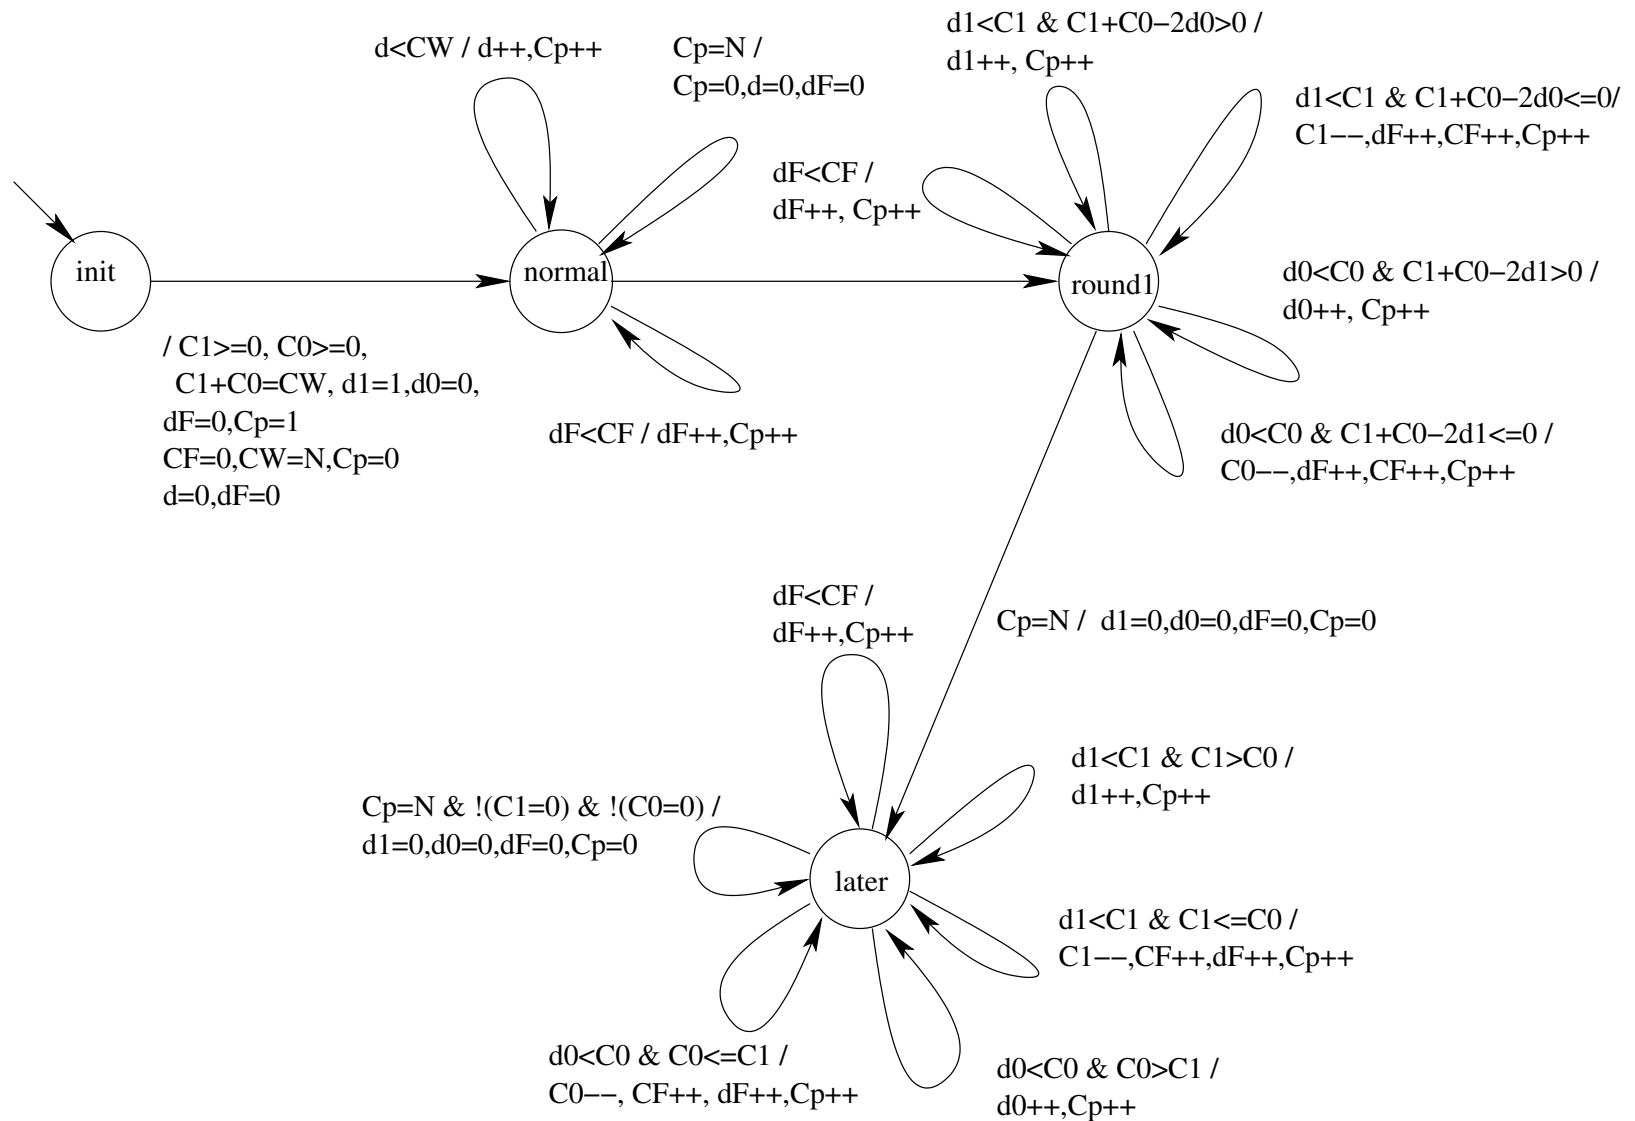 d<CW / d++,Cp++
Cp=N /
Cp=0,d=0,dF=0
d1<C1 & C1+C0−2d0>0 /
d1++, Cp++
d1<C1 & C1+C0−2d0<=0/
C1−−,dF++,CF++,Cp++
dF<CF /
dF++, Cp++
init
normal
round1
d0<C0 & C1+C0−2d1>0 /
d0++, Cp++
/ C1>=0, C0>=0,
C1+C0=CW, d1=1,d0=0,
dF=0,Cp=1
CF=0,CW=N,Cp=0
d=0,dF=0
dF<CF / dF++,Cp++
d0<C0 & C1+C0−2d1<=0 /
C0−−,dF++,CF++,Cp++
dF<CF /
dF++,Cp++
Cp=N / d1=0,d0=0,dF=0,Cp=0
d1<C1 & C1>C0 /
d1++,Cp++
Cp=N & !(C1=0) & !(C0=0) /
d1=0,d0=0,dF=0,Cp=0
later
d1<C1 & C1<=C0 /
C1−−,CF++,dF++,Cp++
d0<C0 & C0<=C1 /
C0−−, CF++, dF++,Cp++
d0<C0 & C0>C1 /
d0++,Cp++